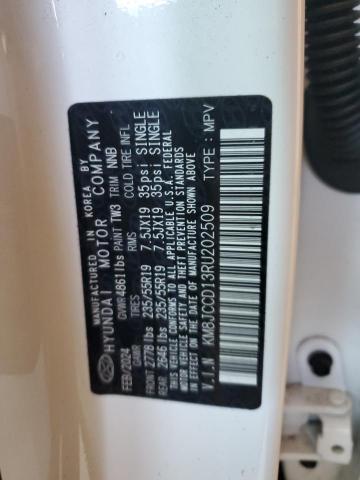 MANUFACTURED IN KOREA BY
HYUNDAI MOTOR COMPANY
FEB/2024 GVWR 4861lbs PAINT TW3 TRIM NNB
GAWR TIRES RIMS COLD TIRE INFL
FRONT 2778 lbs 235/55R19 7.5JX19 35psi SINGLE
REAR 2646 lbs 235/55R19 7.5JX19 35psi SINGLE
THIS VEHICLE CONFORMS TO ALL APPLICABLE U.S. FEDERAL
MOTOR VEHICLE SAFETY AND THEFT PREVENTION STANDARDS
IN EFFECT ON THE DATE OF MANUFACTURE SHOWN ABOVE.
V.I.N KM8JCCD13RU202509 TYPE: MPV